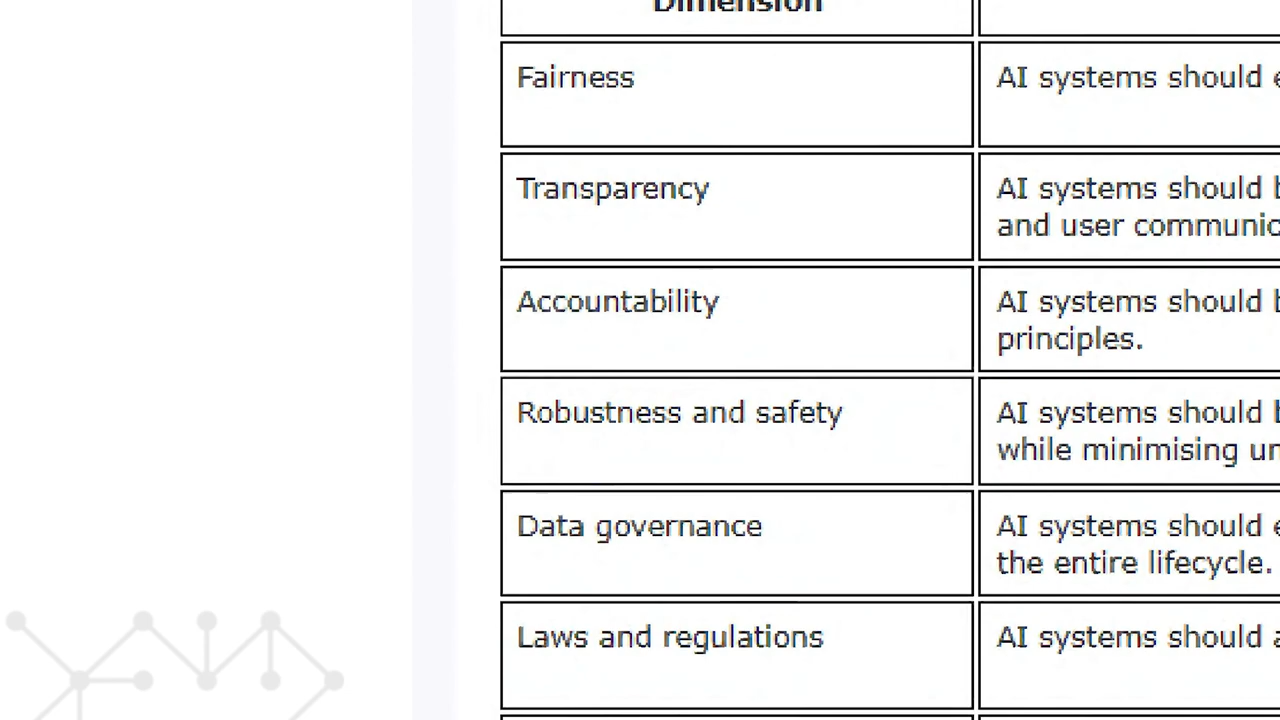 Dimension
Fairness
AI systems should
Transparency
AI systems should
and user
Accountability
AI systems should
principles.
Robustness and safety
AI systems should
while minimising
Data governance
AI systems should
the entire lifecycle.
Laws and regulations
AI systems should